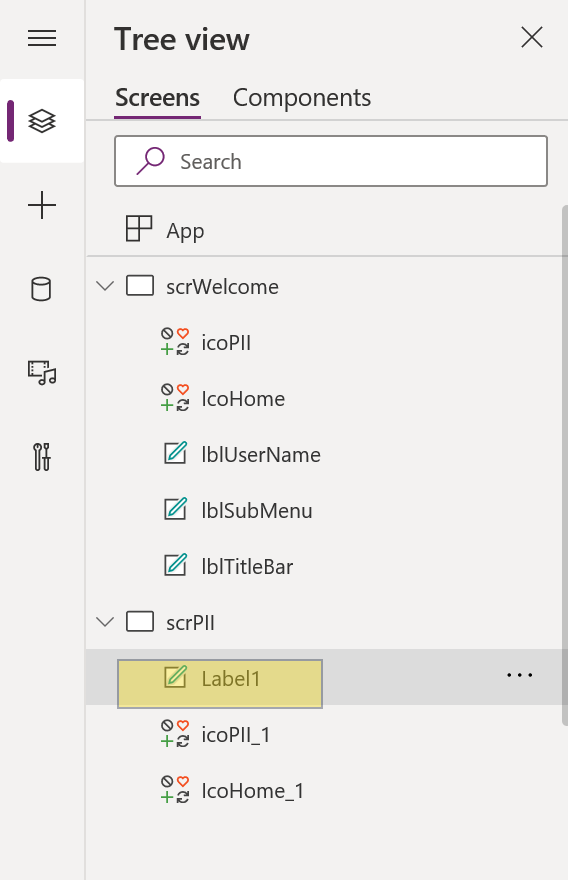 Tree view
Screens Components
Search
App
scrWelcome
icoPII
IcoHome
lblUserName
lblSubMenu
lblTitleBar
scrPII
Label1
icoPII_1
IcoHome_1